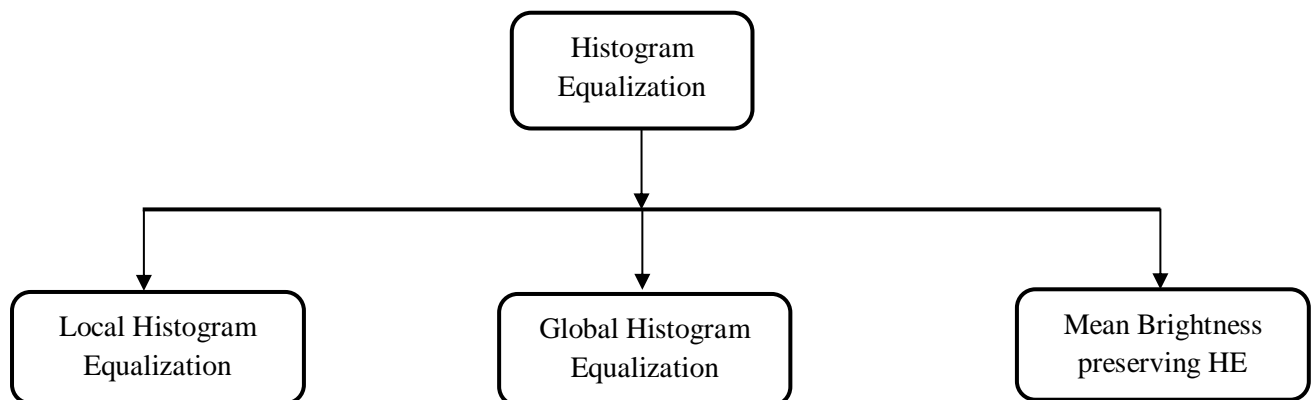 Histogram
Equalization
Local Histogram
Equalization
Global Histogram
Equalization
Mean Brightness
preserving HE